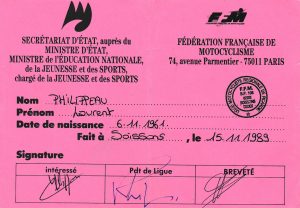 FFM
SECRÉTARIAT D'ÉTAT, auprès du
MINISTRE D'ÉTAT,
MINISTRE de l'ÉDUCATION NATIONALE,
de la JEUNESSE et des SPORTS,
chargé de la JEUNESSE et des SPORTS
FÉDÉRATION FRANÇAISE DE
MOTOCYCLISME
74, avenue Parmentier - 75011 PARIS
Nom PHILIPPEAU
Prénom Laurent
Date de naissance 6.11.1961.
Fait à Soissons, le 15.11.1989
F.F.M.
Signature
intéressé
Pdt de Ligue
BREVETÉ